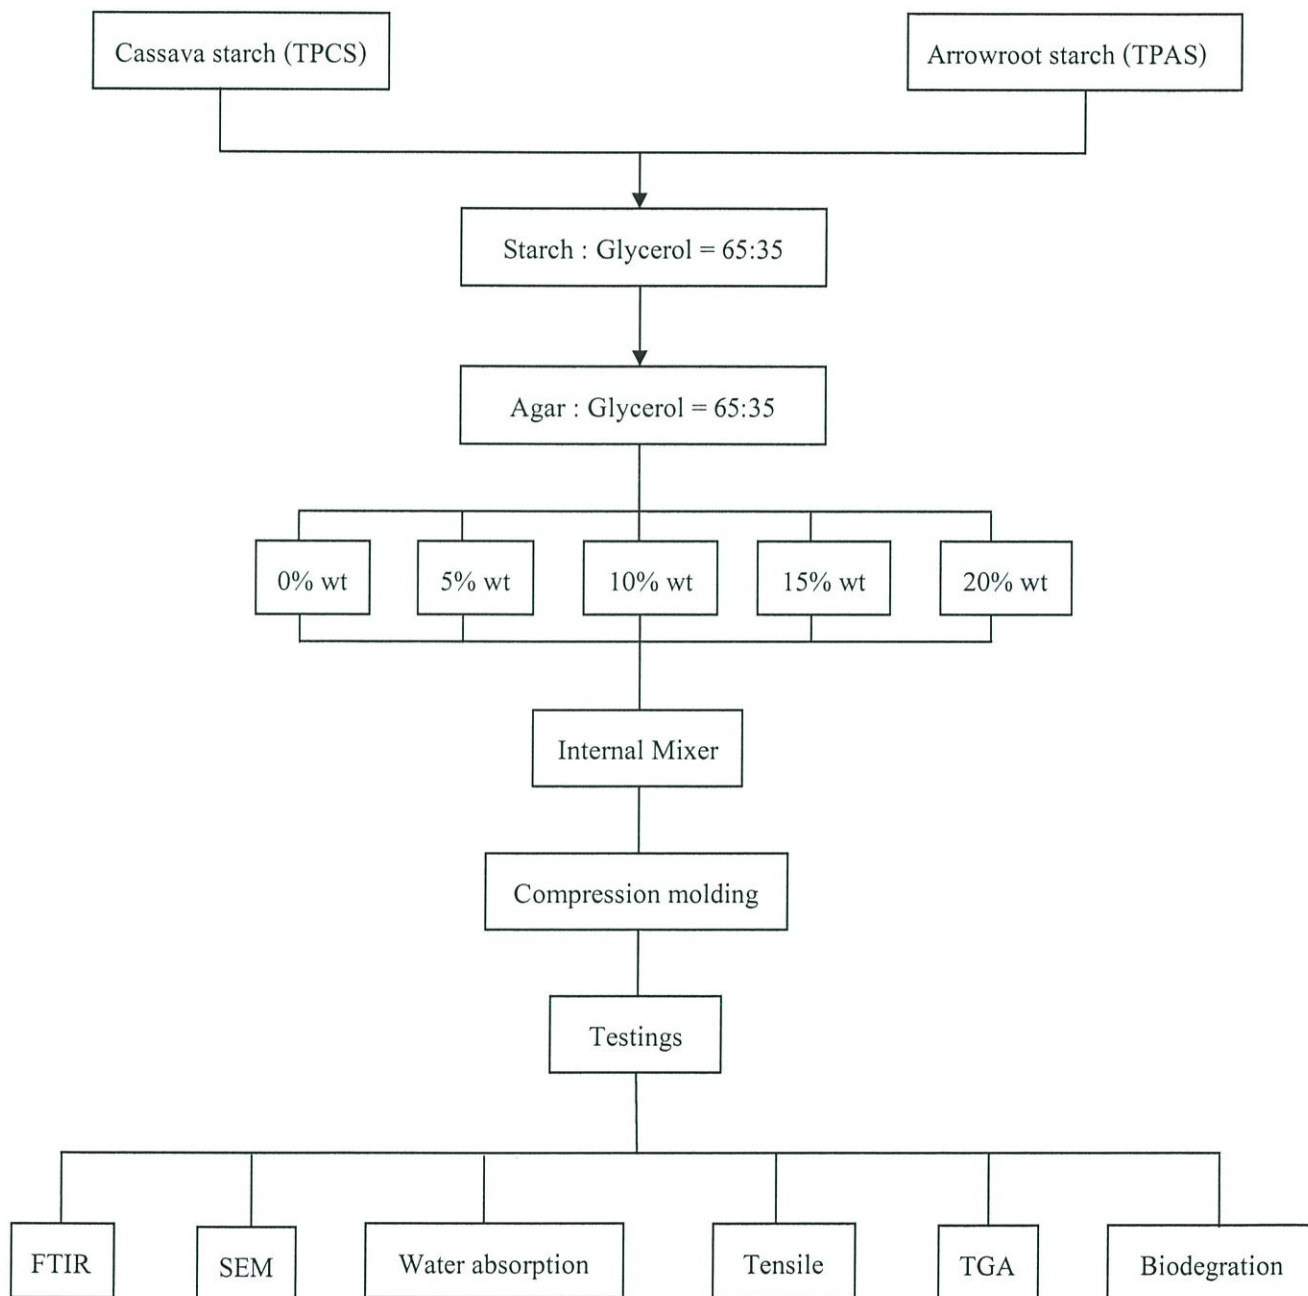 Cassava starch (TPCS)
Arrowroot starch (TPAS)
Starch : Glycerol = 65:35
Agar : Glycerol = 65:35
0% wt
5% wt
10% wt
15% wt
20% wt
Internal Mixer
Compression molding
Testings
FTIR
SEM
Water absorption
Tensile
TGA
Biodegration